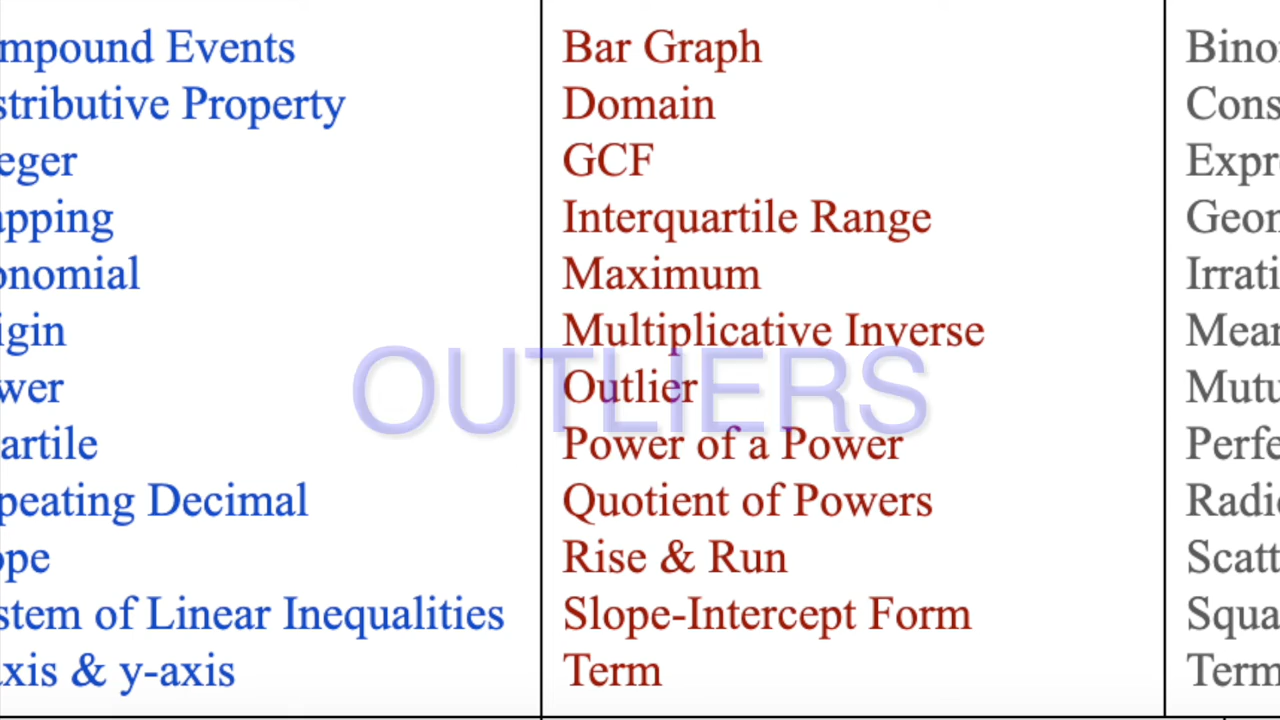 mpound Events
stributive Property
eger
apping
onomial
igin
wer
artile
peating Decimal
ope
stem of Linear Inequalities
axis & y-axis
Bar Graph
Domain
GCF
Interquartile Range
Maximum
Multiplicative Inverse
Outlier
Power of a Power
Quotient of Powers
Rise & Run
Slope-Intercept Form
Term
OUTLIERS
Bino
Cons
Expr
Geon
Irrati
Mear
Mutu
Perfe
Radi
Scatt
Squa
Term